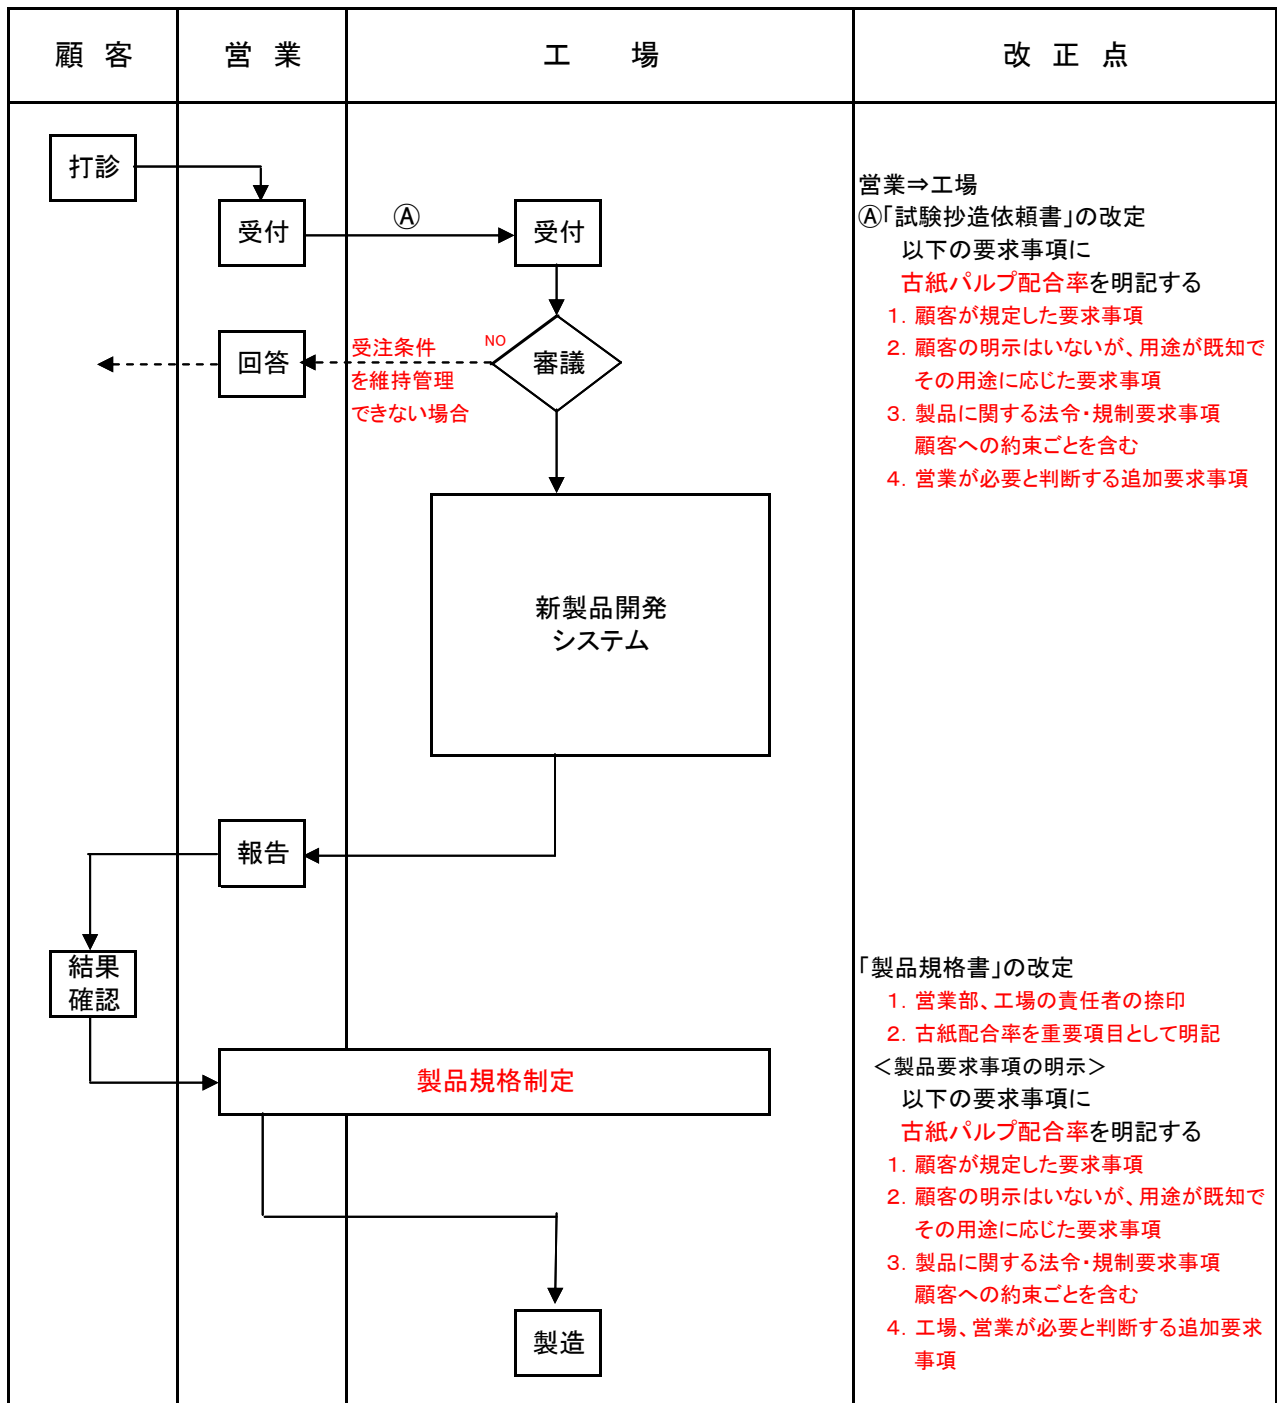 顧 客
営 業
工 場
改 正 点
打診
受付
Ⓐ
受付
回答
受注条件
を維持管理
できない場合
NO
審議
新製品開発
システム
報告
結果
確認
製品規格制定
製造
営業⇒工場
Ⓐ「試験抄造依頼書」の改定
以下の要求事項に
古紙パルプ配合率を明記する
1. 顧客が規定した要求事項
2. 顧客の明示はいないが、用途が既知で
その用途に応じた要求事項
3. 製品に関する法令・規制要求事項
顧客への約束ごとを含む
4. 営業が必要と判断する追加要求事項
「製品規格書」の改定
1. 営業部、工場の責任者の捺印
2. 古紙配合率を重要項目として明記
＜製品要求事項の明示＞
以下の要求事項に
古紙パルプ配合率を明記する
1. 顧客が規定した要求事項
2. 顧客の明示はいないが、用途が既知で
その用途に応じた要求事項
3. 製品に関する法令・規制要求事項
顧客への約束ごとを含む
4. 工場、営業が必要と判断する追加要求
事項